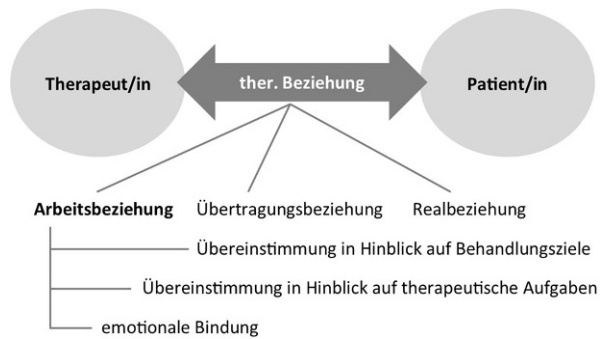 Therapeut/in
ther. Beziehung
Patient/in
Arbeitsbeziehung
Übertragungsbeziehung
Realbeziehung
Übereinstimmung in Hinblick auf Behandlungsziele
Übereinstimmung in Hinblick auf therapeutische Aufgaben
emotionale Bindung